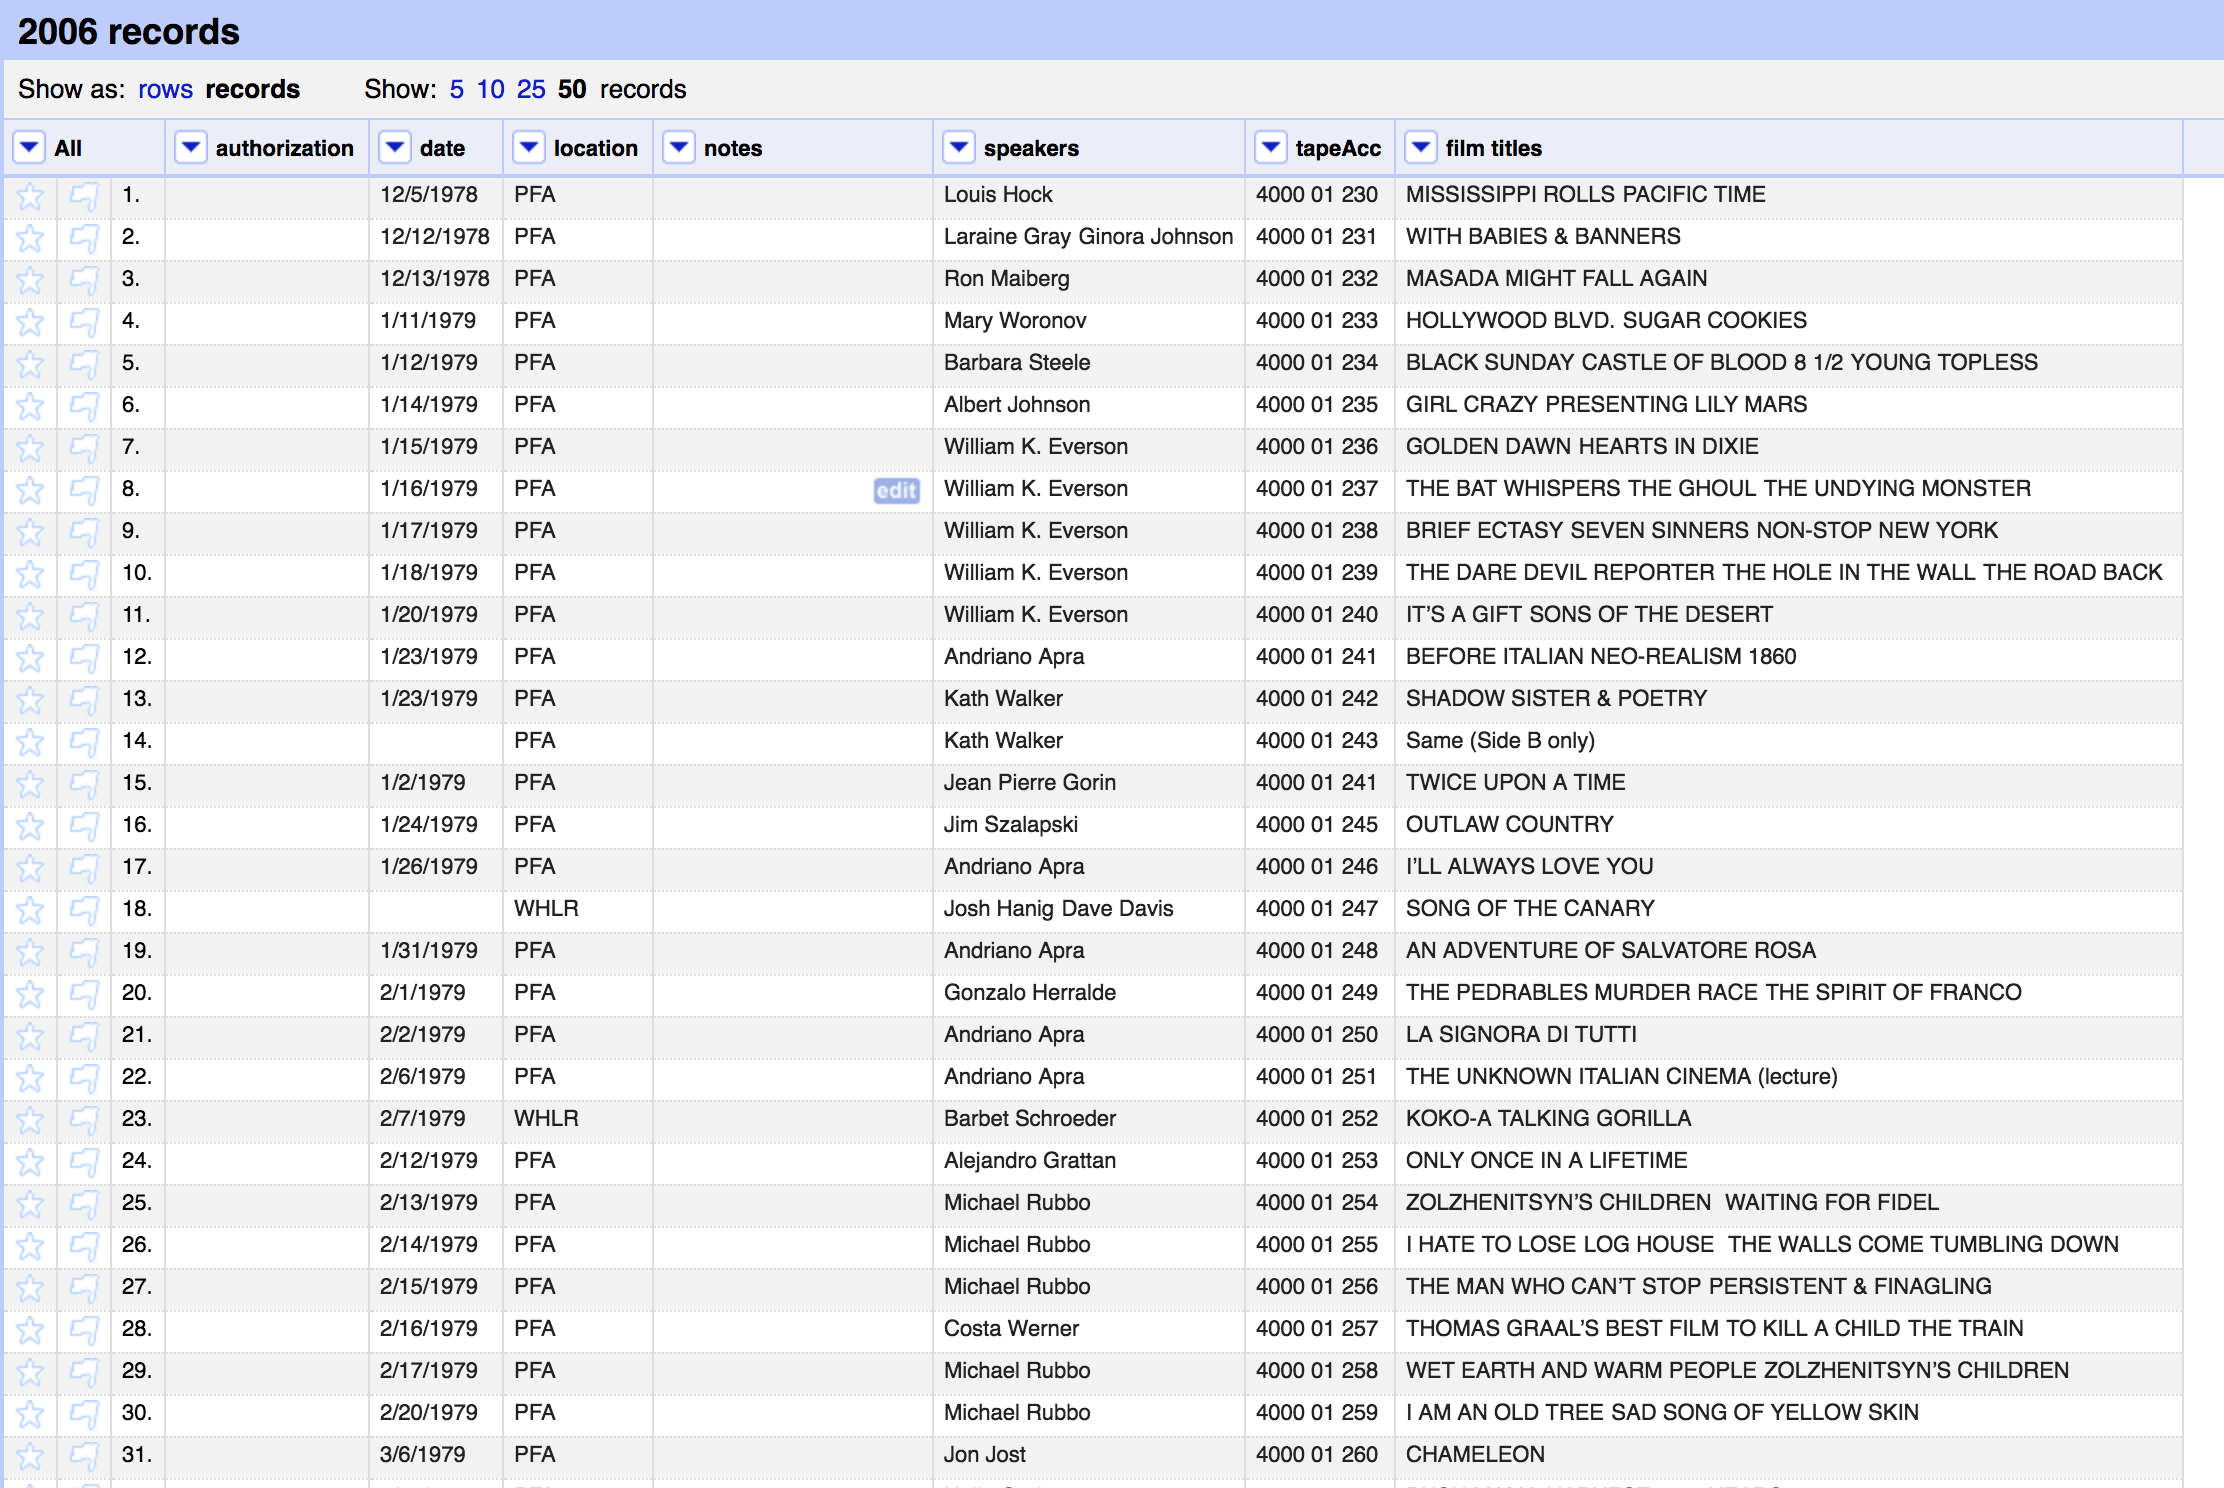 2006 records
Show as: rows records Show: 5 10 25 50 records
All authorization date location notes speakers tapeAcc film titles
1. 12/5/1978 PFA Louis Hock 4000 01 230 MISSISSIPPI ROLLS PACIFIC TIME
2. 12/12/1978 PFA Laraine Gray Ginora Johnson 4000 01 231 WITH BABIES & BANNERS
3. 12/13/1978 PFA Ron Maiberg 4000 01 232 MASADA MIGHT FALL AGAIN
4. 1/11/1979 PFA Mary Woronov 4000 01 233 HOLLYWOOD BLVD. SUGAR COOKIES
5. 1/12/1979 PFA Barbara Steele 4000 01 234 BLACK SUNDAY CASTLE OF BLOOD 8 1/2 YOUNG TOPLESS
6. 1/14/1979 PFA Albert Johnson 4000 01 235 GIRL CRAZY PRESENTING LILY MARS
7. 1/15/1979 PFA William K. Everson 4000 01 236 GOLDEN DAWN HEARTS IN DIXIE
8. 1/16/1979 PFA edit William K. Everson 4000 01 237 THE BAT WHISPERS THE GHOUL THE UNDYING MONSTER
9. 1/17/1979 PFA William K. Everson 4000 01 238 BRIEF ECTASY SEVEN SINNERS NON-STOP NEW YORK
10. 1/18/1979 PFA William K. Everson 4000 01 239 THE DARE DEVIL REPORTER THE HOLE IN THE WALL THE ROAD BACK
11. 1/20/1979 PFA William K. Everson 4000 01 240 IT'S A GIFT SONS OF THE DESERT
12. 1/23/1979 PFA Andriano Apra 4000 01 241 BEFORE ITALIAN NEO-REALISM 1860
13. 1/23/1979 PFA Kath Walker 4000 01 242 SHADOW SISTER & POETRY
14. PFA Kath Walker 4000 01 243 Same (Side B only)
15. 1/2/1979 PFA Jean Pierre Gorin 4000 01 241 TWICE UPON A TIME
16. 1/24/1979 PFA Jim Szalapski 4000 01 245 OUTLAW COUNTRY
17. 1/26/1979 PFA Andriano Apra 4000 01 246 I'LL ALWAYS LOVE YOU
18. WHLR Josh Hanig Dave Davis 4000 01 247 SONG OF THE CANARY
19. 1/31/1979 PFA Andriano Apra 4000 01 248 AN ADVENTURE OF SALVATORE ROSA
20. 2/1/1979 PFA Gonzalo Herralde 4000 01 249 THE PEDRABLES MURDER RACE THE SPIRIT OF FRANCO
21. 2/2/1979 PFA Andriano Apra 4000 01 250 LA SIGNORA DI TUTTI
22. 2/6/1979 PFA Andriano Apra 4000 01 251 THE UNKNOWN ITALIAN CINEMA (lecture)
23. 2/7/1979 WHLR Barbet Schroeder 4000 01 252 KOKO-A TALKING GORILLA
24. 2/12/1979 PFA Alejandro Grattan 4000 01 253 ONLY ONCE IN A LIFETIME
25. 2/13/1979 PFA Michael Rubbo 4000 01 254 ZOLZHENITSYN'S CHILDREN WAITING FOR FIDEL
26. 2/14/1979 PFA Michael Rubbo 4000 01 255 I HATE TO LOSE LOG HOUSE THE WALLS COME TUMBLING DOWN
27. 2/15/1979 PFA Michael Rubbo 4000 01 256 THE MAN WHO CAN'T STOP PERSISTENT & FINAGLING
28. 2/16/1979 PFA Costa Werner 4000 01 257 THOMAS GRAAL'S BEST FILM TO KILL A CHILD THE TRAIN
29. 2/17/1979 PFA Michael Rubbo 4000 01 258 WET EARTH AND WARM PEOPLE ZOLZHENITSYN'S CHILDREN
30. 2/20/1979 PFA Michael Rubbo 4000 01 259 I AM AN OLD TREE SAD SONG OF YELLOW SKIN
31. 3/6/1979 PFA Jon Jost 4000 01 260 CHAMELEON